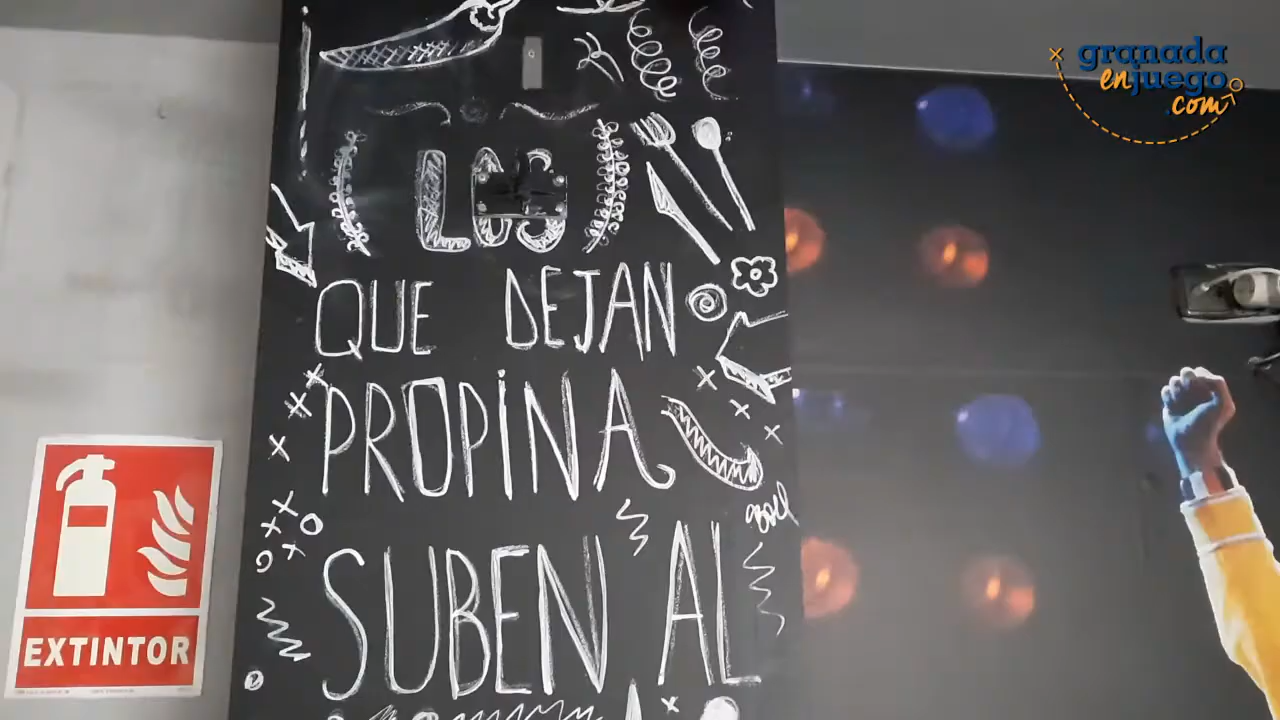 granada
enjuego
.com
LOS
QUE DEJAN
PROPINA
SUBEN AL
EXTINTOR